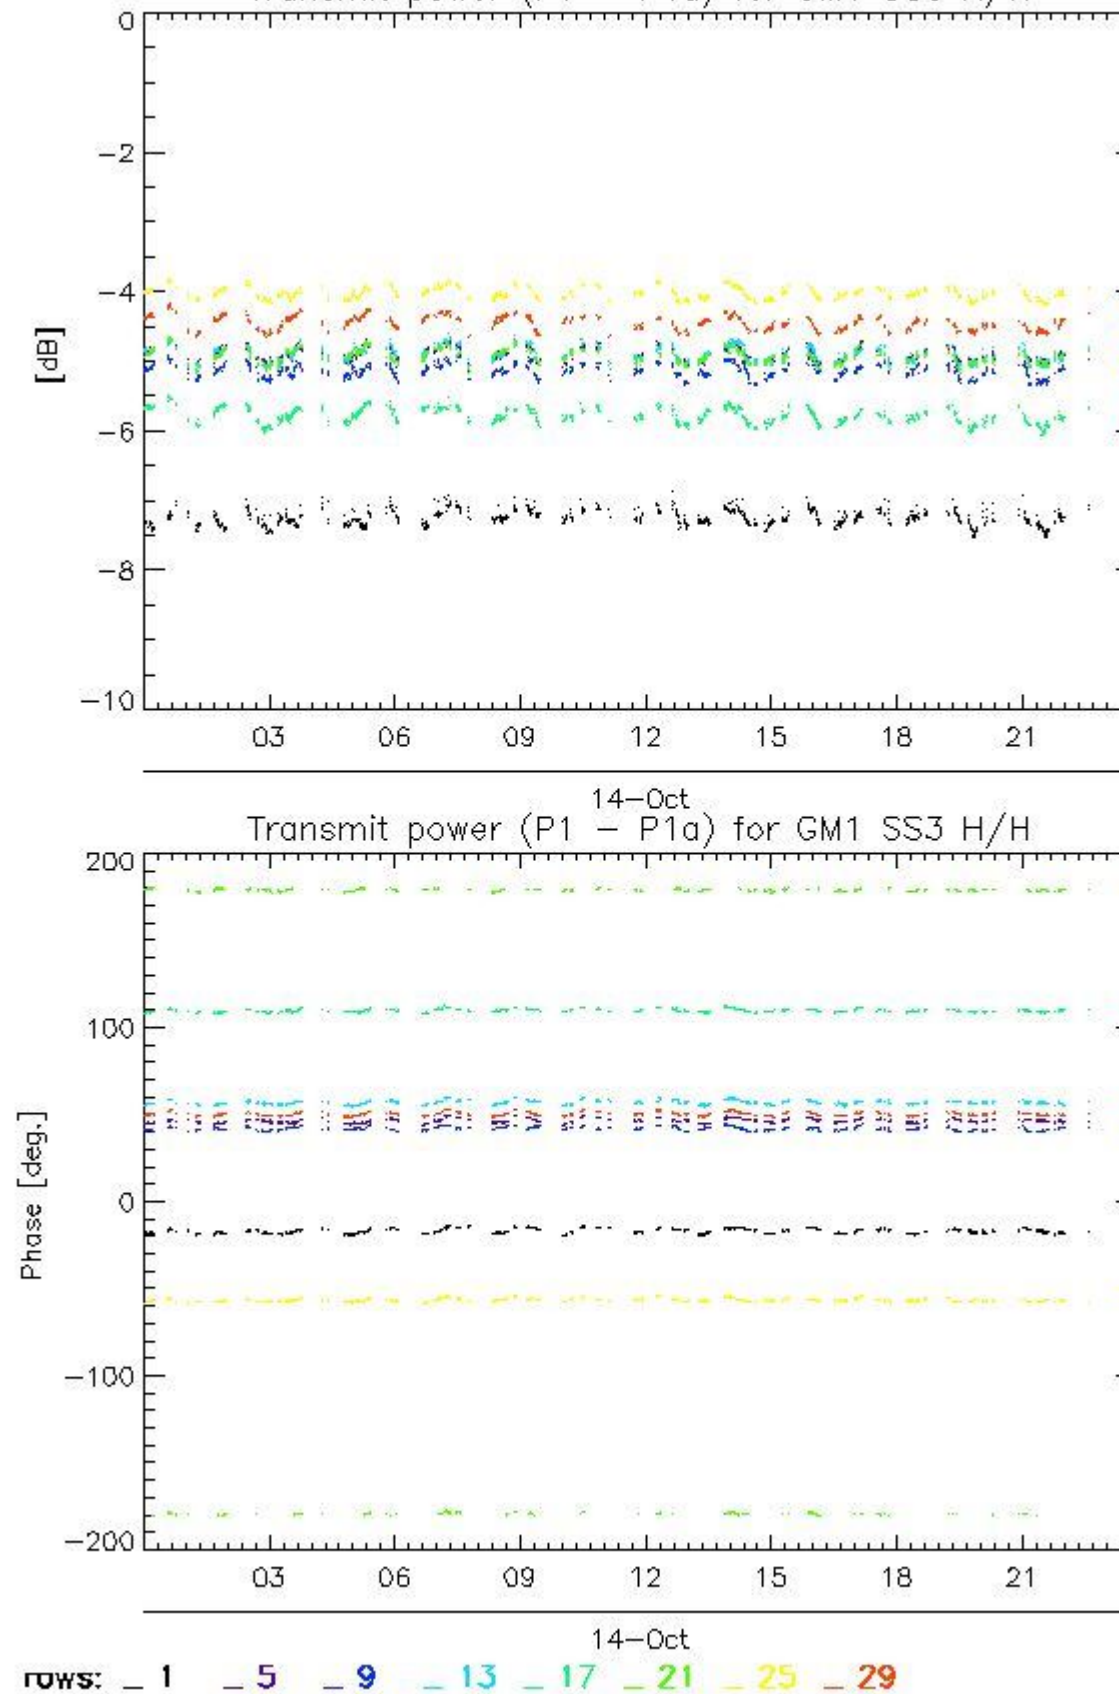 0
-2
-4
[dB]
-6
-8
-10
03 06 09 12 15 18 21
14-Oct
Transmit power (P1 - P1a) for GM1 SS3 H/H
200
100
0
Phase [deg.]
-100
-200
03 06 09 12 15 18 21
14-Oct
rows: _ 1 _ 5 _ 9 _ 13 _ 17 _ 21 _ 25 _ 29